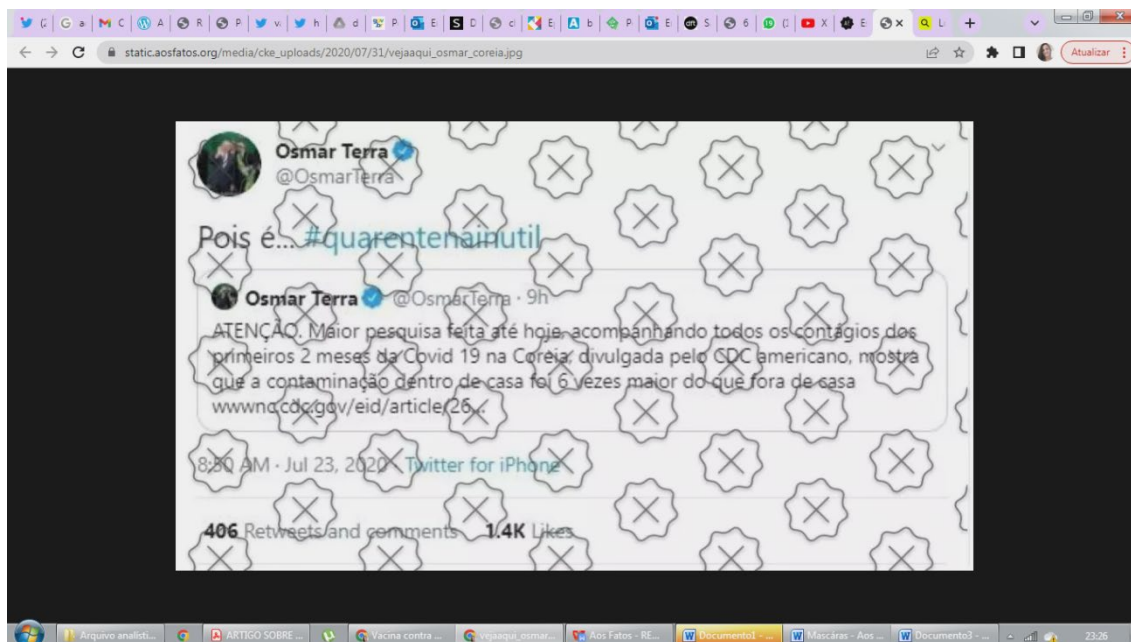 static.aosfatos.org/media/cke_uploads/2020/07/31/vejaaqui_osmar_coreia.jpg
Atualizar
Osmar Terra
@OsmarTerra
Pois é... #quarentenainutil
Osmar Terra @OsmarTerra · 9h
ATENÇÃO. Maior pesquisa feita até hoje, acompanhando todos os contágios dos
primeiros 2 meses da Covid 19 na Coreia, divulgada pelo CDC americano, mostra
que a contaminação dentro de casa foi 6 vezes maior do que fora de casa
wwwnc.cdc.gov/eid/article/26...
8:50 AM · Jul 23, 2020 Twitter for iPhone
406 Retweets and comments 1.4K Likes
Arquivo analisti... ARTIGO SOBRE ... Vacina contra ... vejaaqui_osmar... Aos Fatos - RE... Documento1 - ... Mascáras - Aos ... Documento3 - ... 23:26